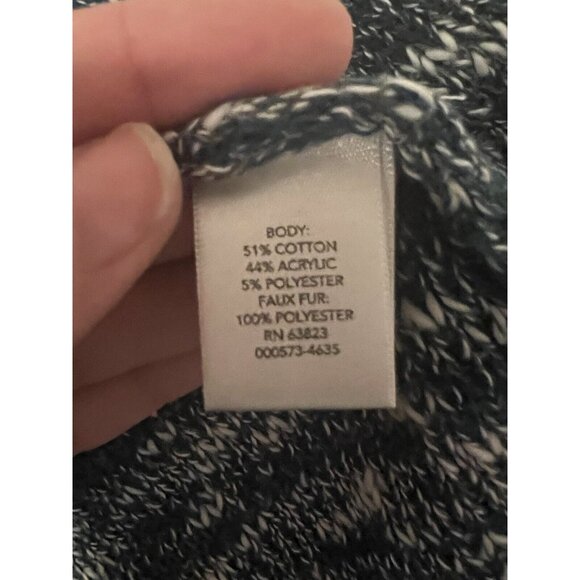 BODY:
51% COTTON
44% ACRYLIC
5% POLYESTER
FAUX FUR:
100% POLYESTER
RN 63823
000573-4635